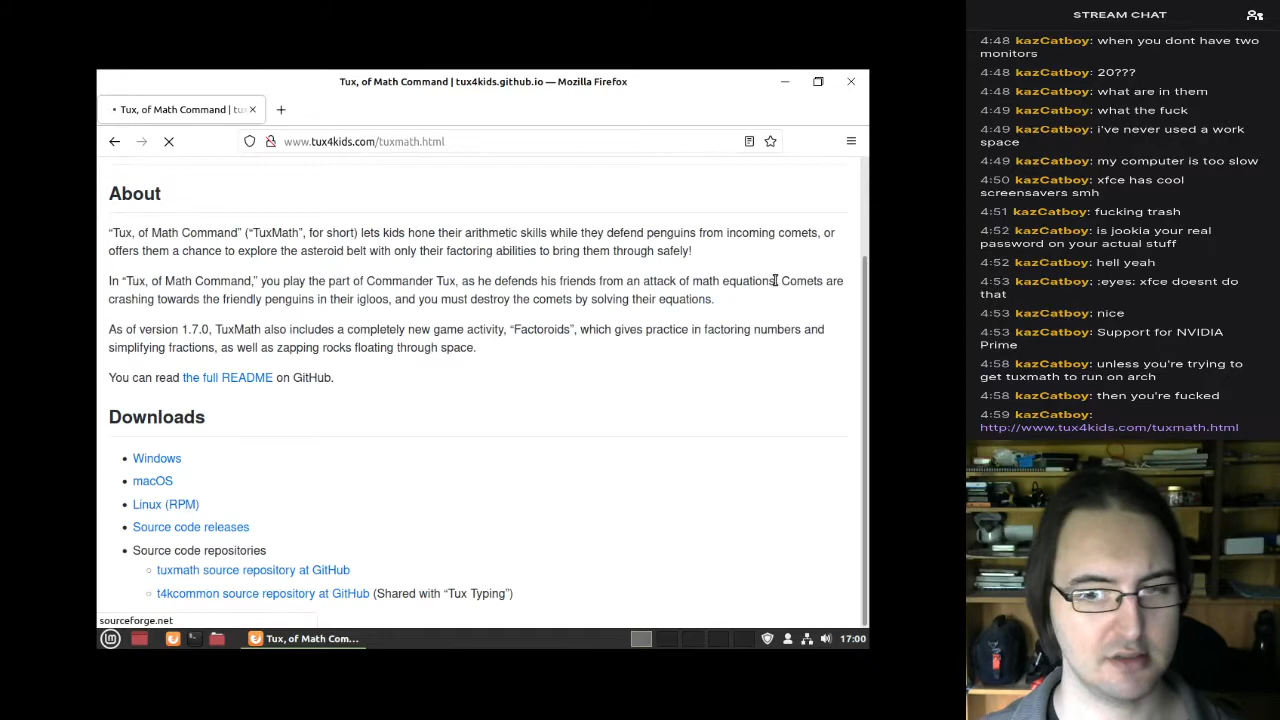 Tux, of Math Command | tux4kids.github.io — Mozilla Firefox
Tux, of Math Command | tux
www.tux4kids.com/tuxmath.html
About
“Tux, of Math Command” (“TuxMath”, for short) lets kids hone their arithmetic skills while they defend penguins from incoming comets, or
offers them a chance to explore the asteroid belt with only their factoring abilities to bring them through safely!
In “Tux, of Math Command,” you play the part of Commander Tux, as he defends his friends from an attack of math equations. Comets are
crashing towards the friendly penguins in their igloos, and you must destroy the comets by solving their equations.
As of version 1.7.0, TuxMath also includes a completely new game activity, “Factoroids”, which gives practice in factoring numbers and
simplifying fractions, as well as zapping rocks floating through space.
You can read the full README on GitHub.
Downloads
Windows
macOS
Linux (RPM)
Source code releases
Source code repositories
tuxmath source repository at GitHub
t4kcommon source repository at GitHub (Shared with “Tux Typing”)
sourceforge.net
Tux, of Math Com...
17:00
STREAM CHAT
4:48 kazCatboy: when you dont have two
monitors
4:48 kazCatboy: 20???
4:48 kazCatboy: what are in them
4:49 kazCatboy: what the fuck
4:49 kazCatboy: i've never used a work
space
4:49 kazCatboy: my computer is too slow
4:50 kazCatboy: xfce has cool
screensavers smh
4:51 kazCatboy: fucking trash
4:52 kazCatboy: is jookia your real
password on your actual stuff
4:52 kazCatboy: hell yeah
4:53 kazCatboy: :eyes: xfce doesnt do
that
4:53 kazCatboy: nice
4:53 kazCatboy: Support for NVIDIA
Prime
4:58 kazCatboy: unless you're trying to
get tuxmath to run on arch
4:58 kazCatboy: then you're fucked
4:59 kazCatboy:
http://www.tux4kids.com/tuxmath.html